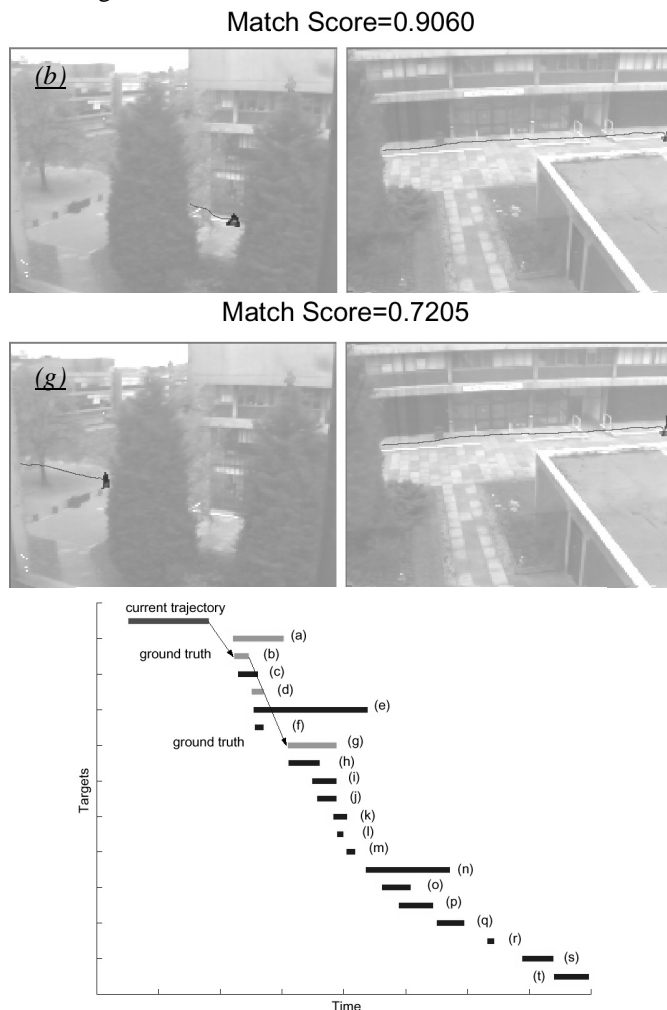 Match Score=0.9060
(b)
Match Score=0.7205
(g)
current trajectory
(a)
ground truth
(b)
(c)
(d)
(e)
(f)
ground truth
(g)
(h)
(i)
(j)
(k)
(l)
(m)
(n)
(o)
(p)
(q)
(r)
(s)
(t)
Targets
Time